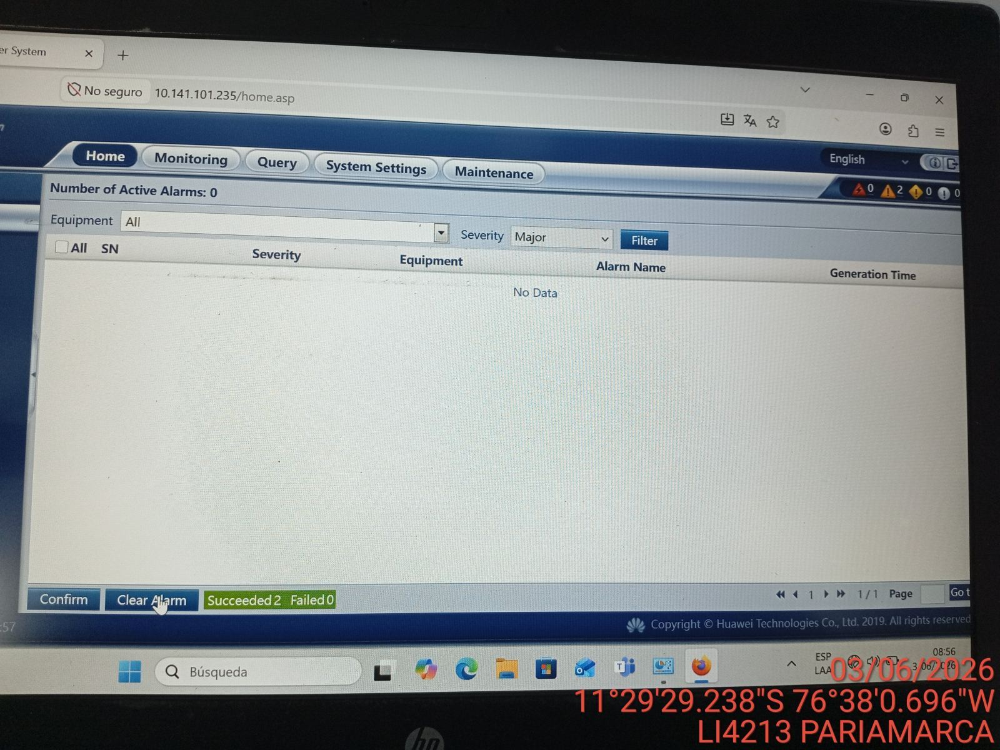 er System
No seguro 10.141.101.235/home.asp
Home Monitoring Query System Settings Maintenance English
Number of Active Alarms: 0 0 2 0 0
Equipment All Severity Major Filter
All SN Severity Equipment Alarm Name Generation Time
No Data
Confirm Clear Alarm Succeeded 2 Failed 0 1 1 / 1 Page Go t
:57 Copyright © Huawei Technologies Co., Ltd. 2019. All rights reserved
Búsqueda ESP LAA 08:56
03/06/2026
11°29'29.238"S 76°38'0.696"W
LI4213 PARIAMARCA
hp